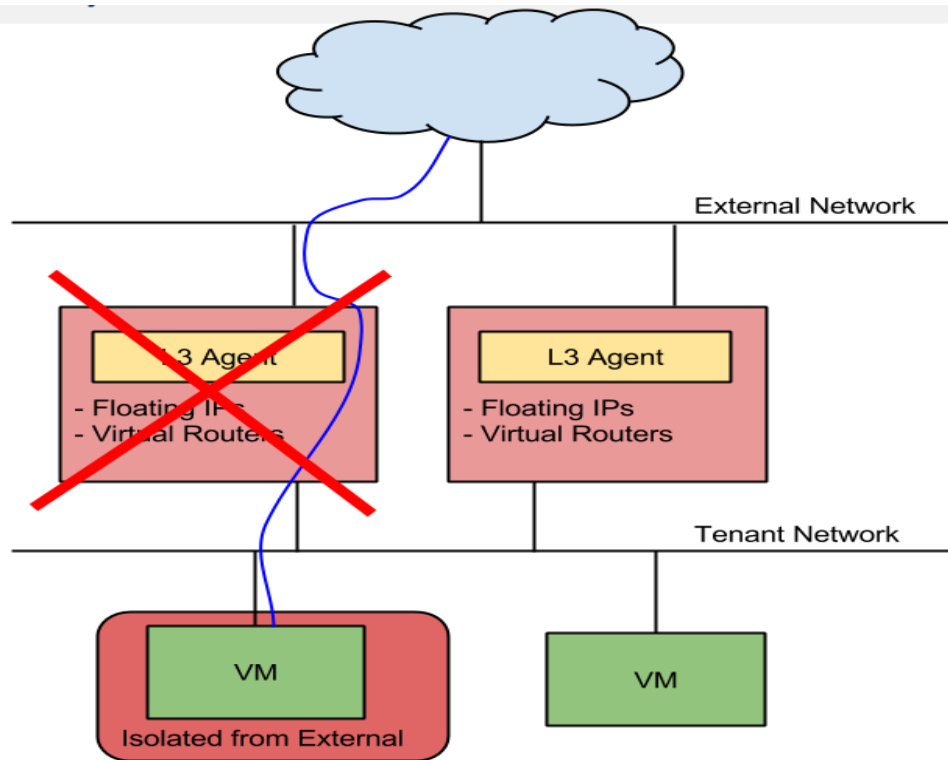 External Network
L3 Agent
- Floating IPs
- Virtual Routers
L3 Agent
- Floating IPs
- Virtual Routers
Tenant Network
VM
Isolated from External
VM